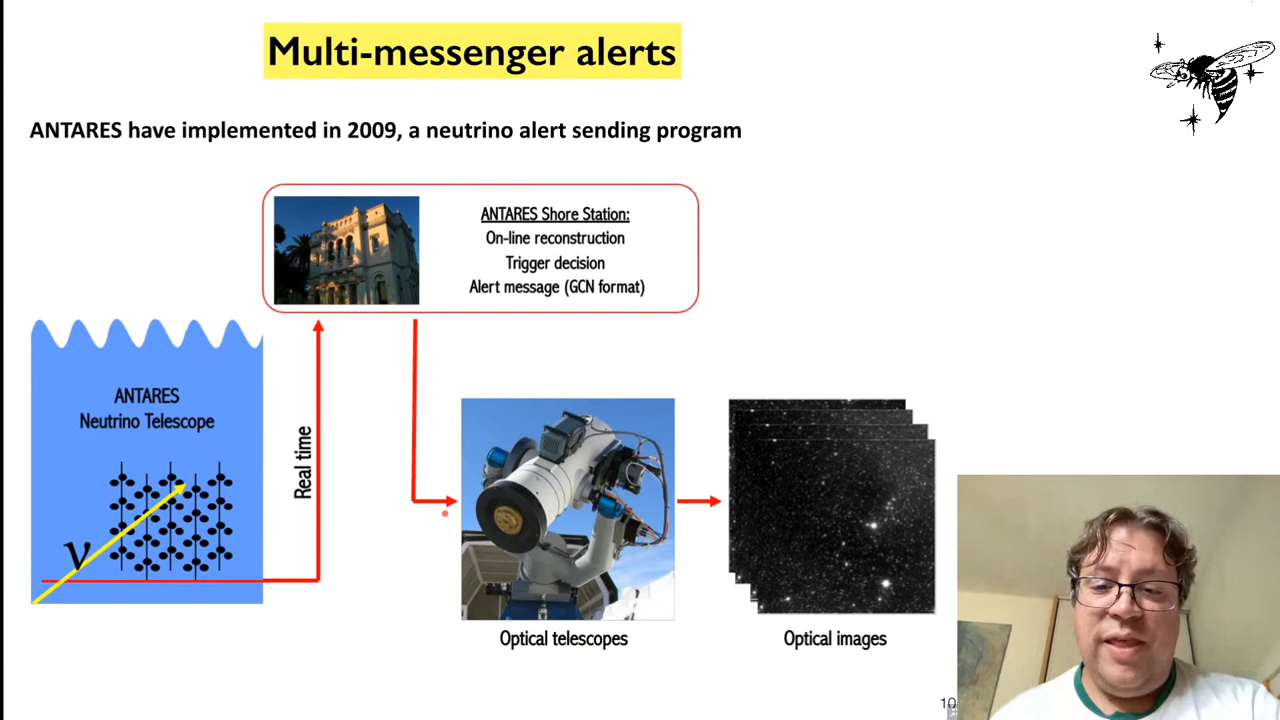 Multi-messenger alerts
ANTARES have implemented in 2009, a neutrino alert sending program
ANTARES Shore Station:
On-line reconstruction
Trigger decision
Alert message (GCN format)
ANTARES
Neutrino Telescope
ν
Real time
Optical telescopes
Optical images